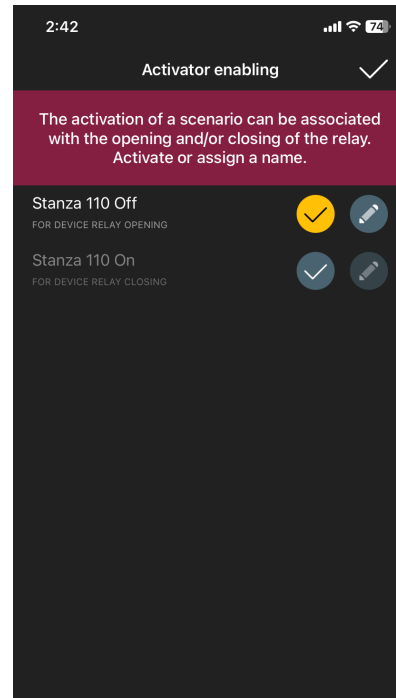 2:42
74
Activator enabling
The activation of a scenario can be associated
with the opening and/or closing of the relay.
Activate or assign a name.
Stanza 110 Off
FOR DEVICE RELAY OPENING
Stanza 110 On
FOR DEVICE RELAY CLOSING